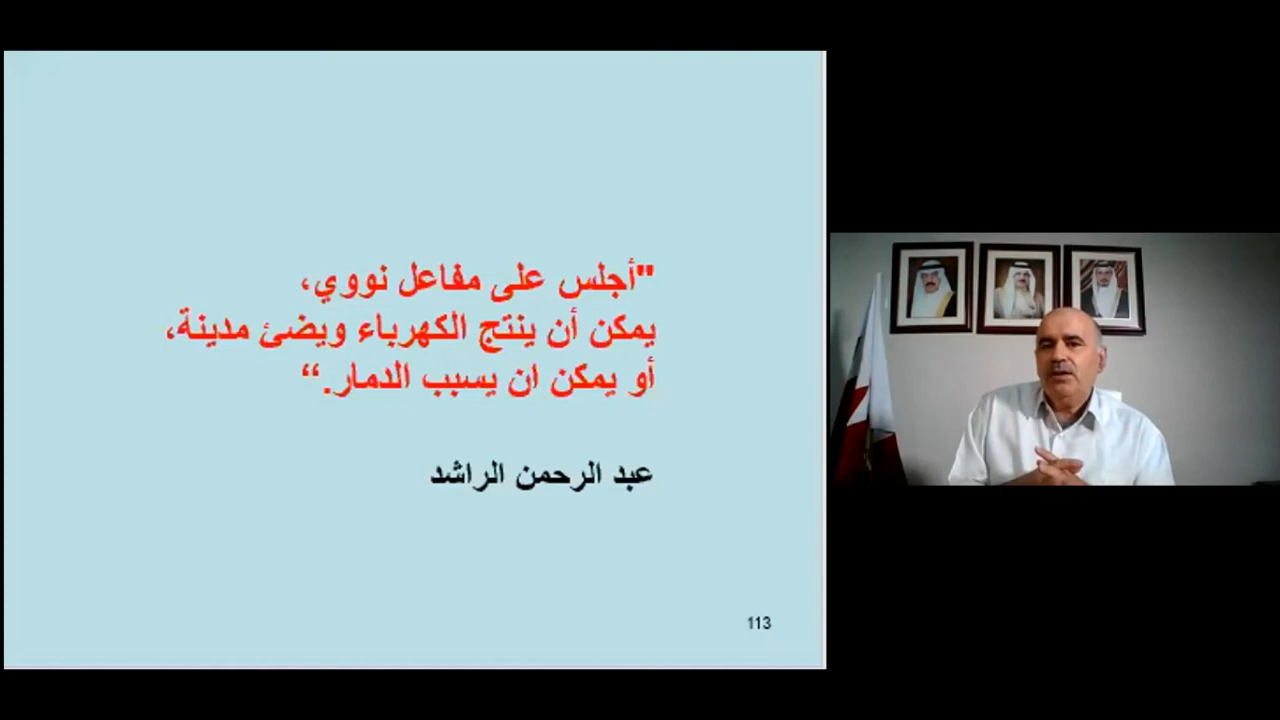 "أجلس على مفاعل نووي،
يمكن أن ينتج الكهرباء ويضئ مدينة،
أو يمكن ان يسبب الدمار.“
عبد الرحمن الراشد
113